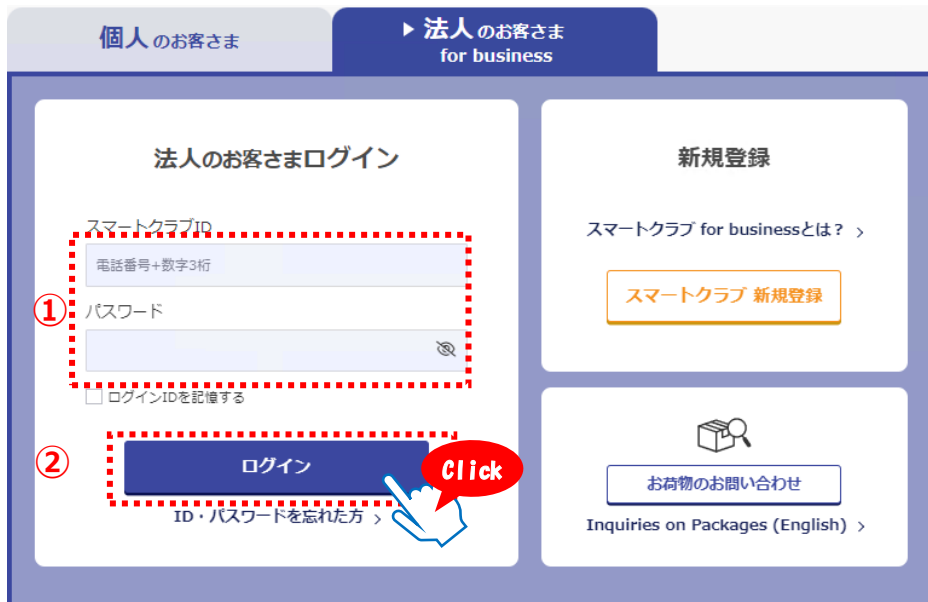 個人のお客さま
法人のお客さま
for business
法人のお客さまログイン
スマートクラブID
電話番号+数字3桁
①
パスワード
ログインIDを記憶する
②
ログイン
Click
ID・パスワードを忘れた方
新規登録
スマートクラブ for businessとは?
スマートクラブ 新規登録
お荷物のお問い合わせ
Inquiries on Packages (English)